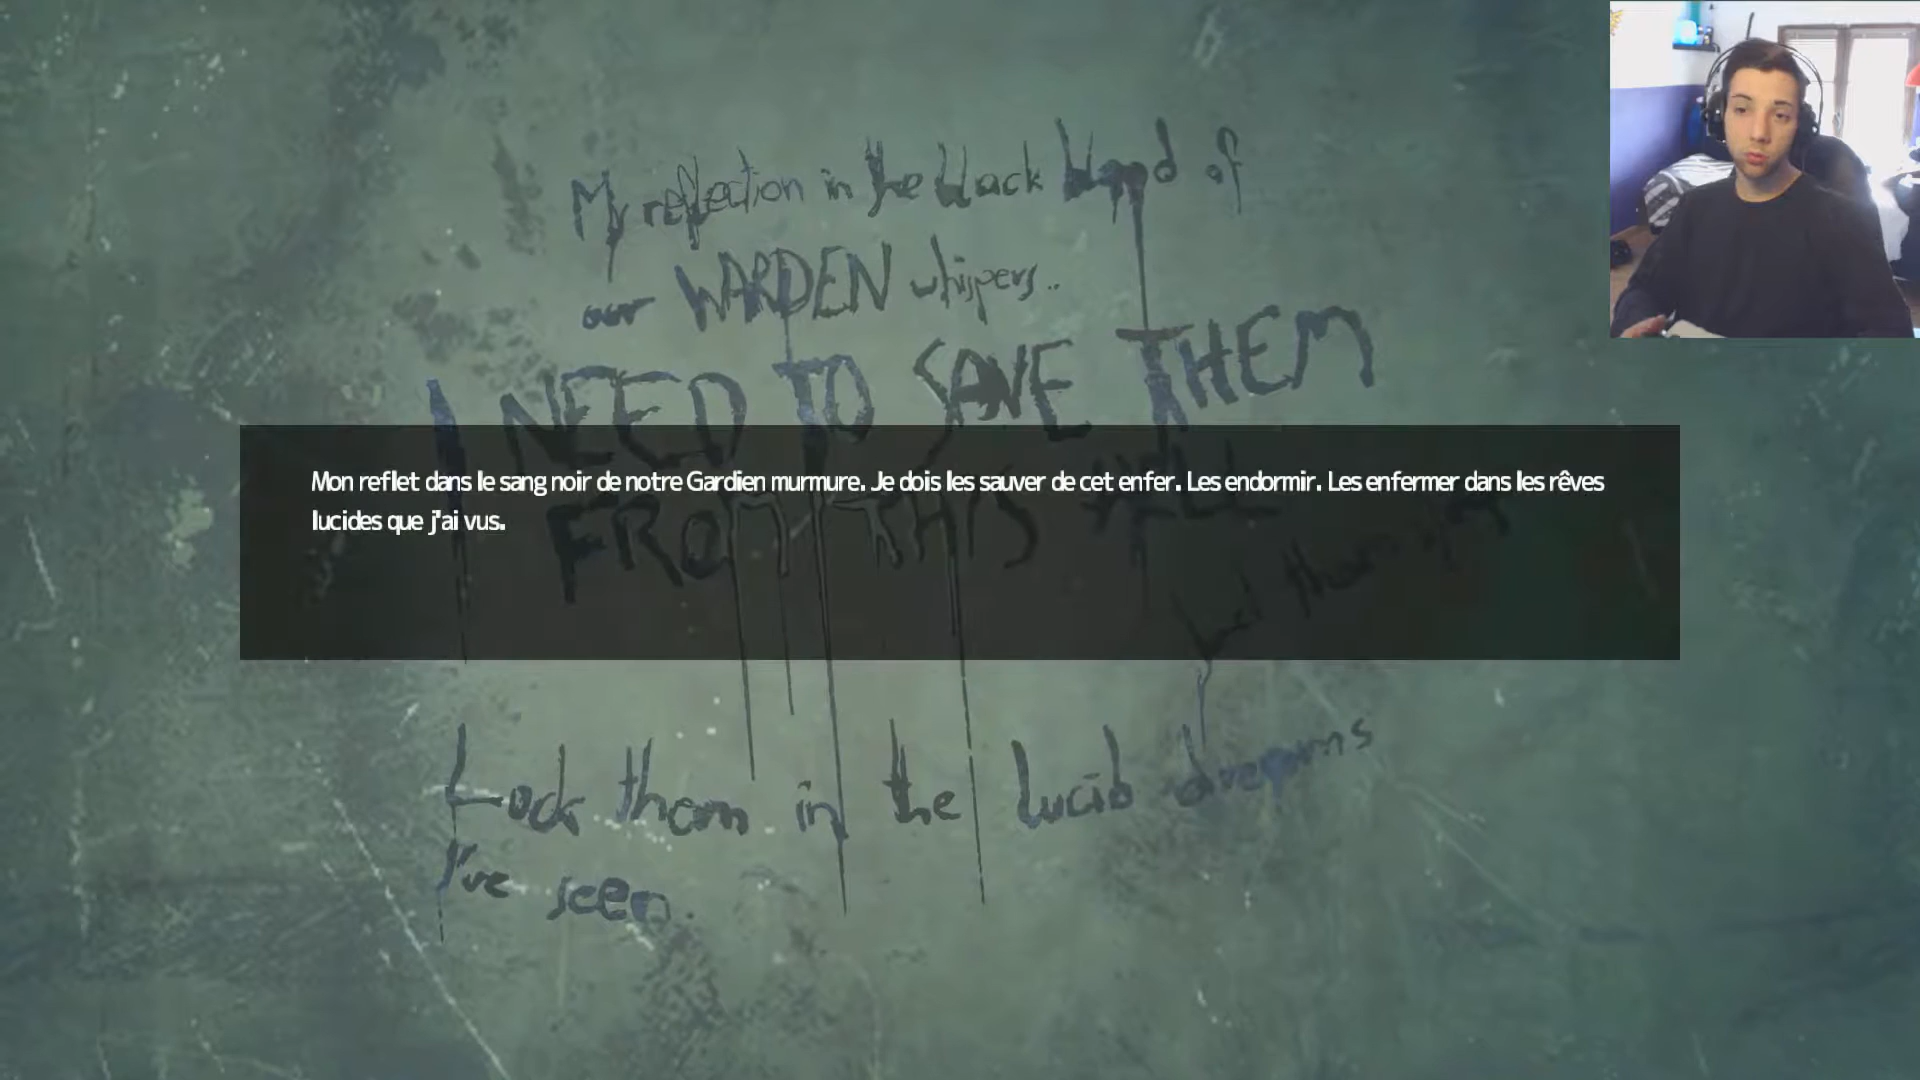 My reflection in the black blood of
our WARDEN whispers..
I NEED TO SAVE THEM
Mon reflet dans le sang noir de notre Gardien murmure. Je dois les sauver de cet enfer. Les endormir. Les enfermer dans les rêves
lucides que j'ai vus.
FROM THIS HELL
Lock them in the lucid dreams
I've seen.